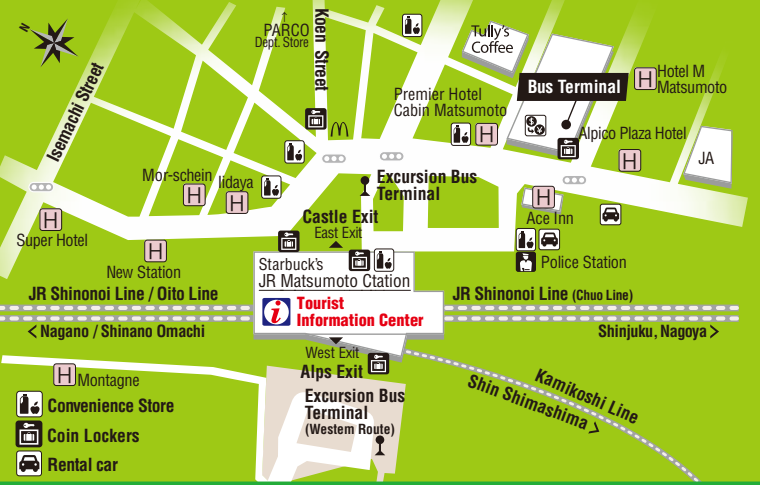 N
↑
PARCO
Dept. Store
Koen Street
Tully's
Coffee
Isemachi Street
Bus Terminal
H
Hotel M
Matsumoto
Premier Hotel
Cabin Matsumoto
H
Alpico Plaza Hotel
H
JA
Mor-schein
H
Iidaya
H
Excursion Bus
Terminal
H
Ace Inn
Castle Exit
East Exit
H
Super Hotel
H
New Station
Police Station
Starbuck's
JR Matsumoto Ctation
JR Shinonoi Line / Oito Line
i
Tourist
Information Center
JR Shinonoi Line (Chuo Line)
< Nagano / Shinano Omachi
Shinjuku, Nagoya >
West Exit
Alps Exit
H
Montagne
Kamikoshi Line
Shin Shimashima >
Excursion Bus
Terminal
(Westem Route)
Convenience Store
Coin Lockers
Rental car